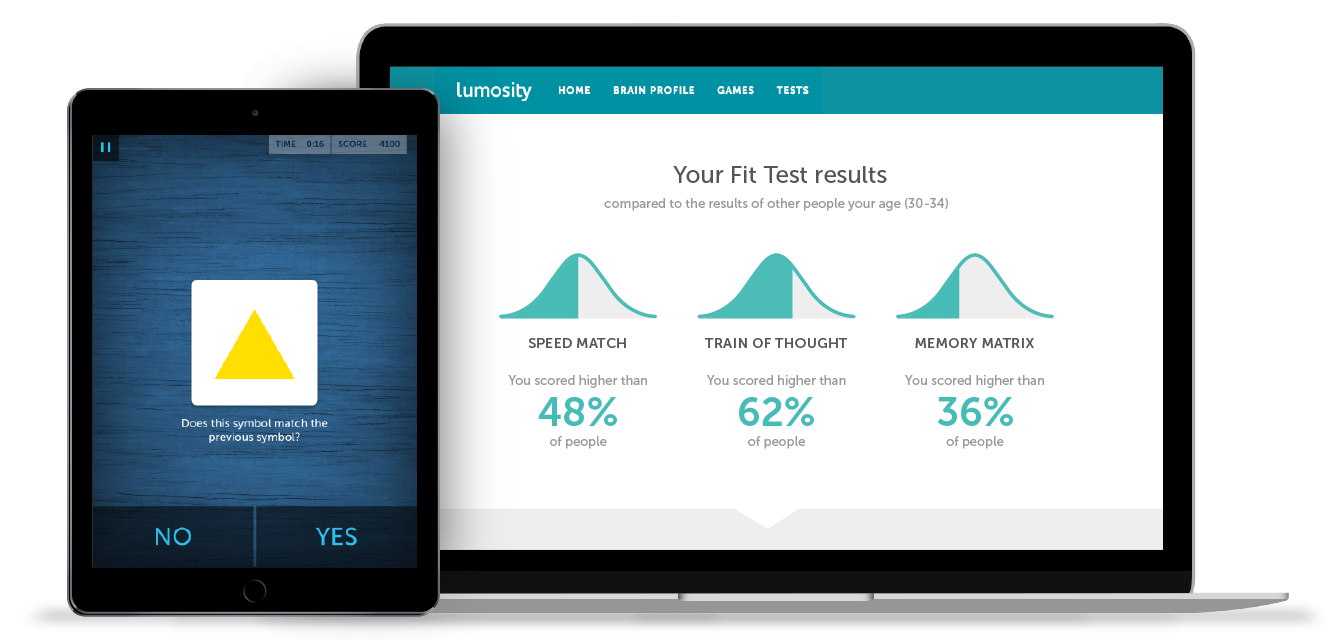 TIME 0:16 SCORE 4100
Does this symbol match the
previous symbol?
NO YES
lumosity HOME BRAIN PROFILE GAMES TESTS
Your Fit Test results
compared to the results of other people your age (30-34)
SPEED MATCH
You scored higher than
48%
of people
TRAIN OF THOUGHT
You scored higher than
62%
of people
MEMORY MATRIX
You scored higher than
36%
of people